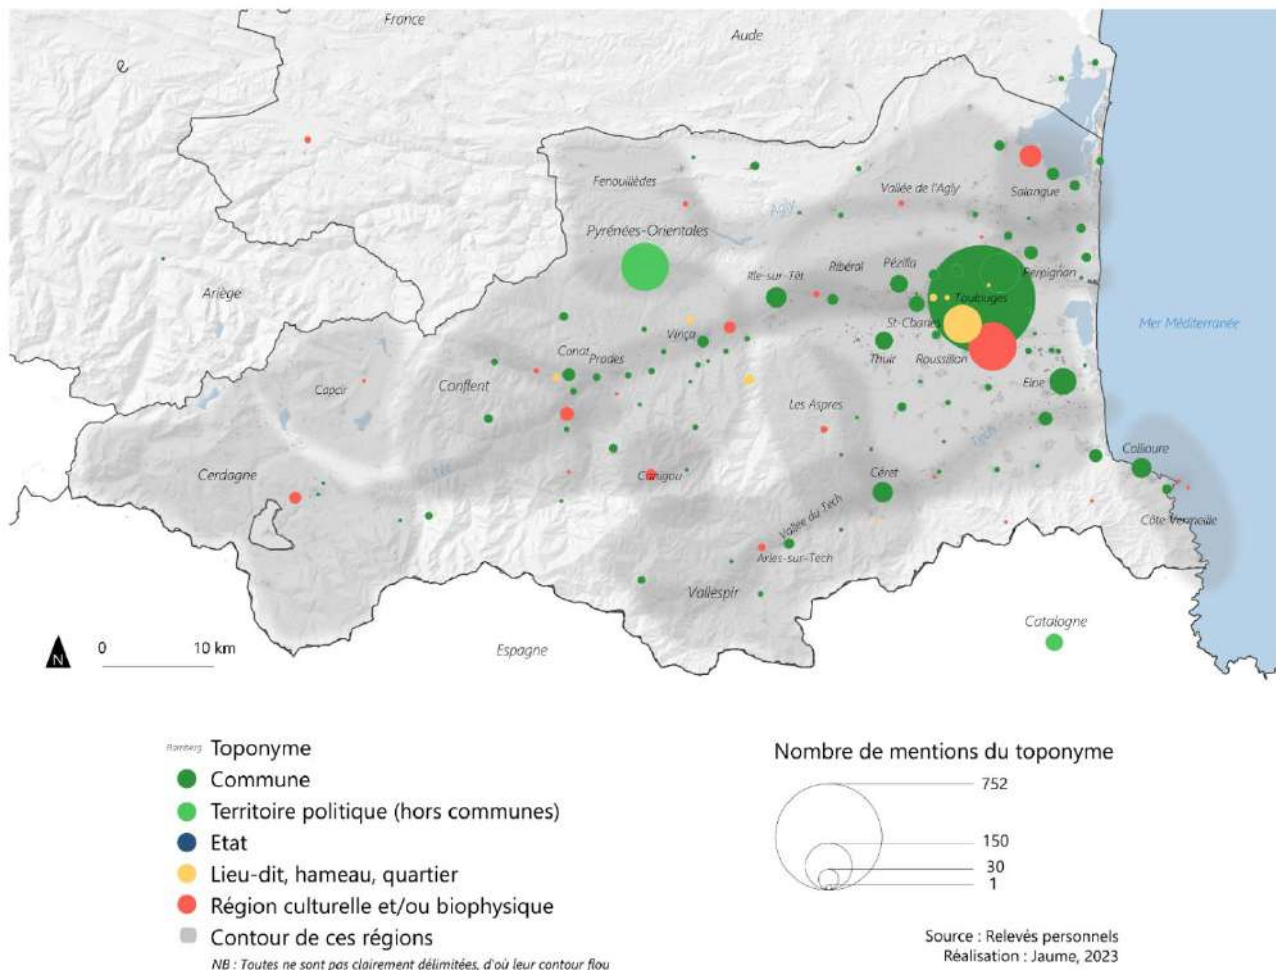 France
Aude
e
Fenouillèdes
Vallée de l'Agly
Salanque
Agly
Pyrénées-Orientales
Ille-sur-Têt
Ribéral
Pézilla
Perpignan
Ariège
Toulouges
St-Charles
Mer Méditerranée
Vinça
Conat
Prades
Thuir
Roussillon
Capcir
Conflent
Elne
Les Aspres
Tech
Cerdagne
Têt
Canigou
Céret
Collioure
Vallée du Tech
Côte Vermeille
Arles-sur-Tech
Vallespir
Catalogne
N
0 10 km
Espagne
Bamberg Toponyme
Commune
Territoire politique (hors communes)
Etat
Lieu-dit, hameau, quartier
Région culturelle et/ou biophysique
Contour de ces régions
NB : Toutes ne sont pas clairement délimitées, d'où leur contour flou
Nombre de mentions du toponyme
752
150
30
1
Source : Relevés personnels
Réalisation : Jaume, 2023